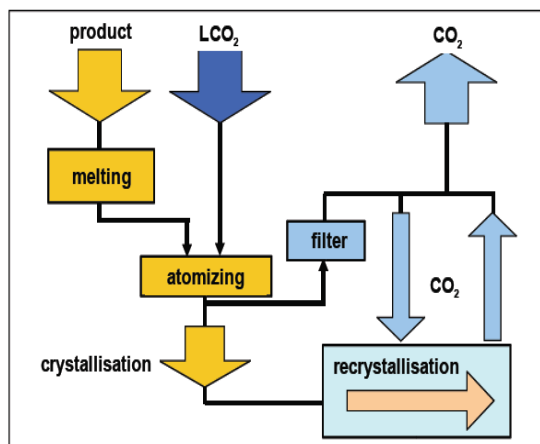 product
LCO₂
CO₂
melting
filter
atomizing
CO₂
crystallisation
recrystallisation